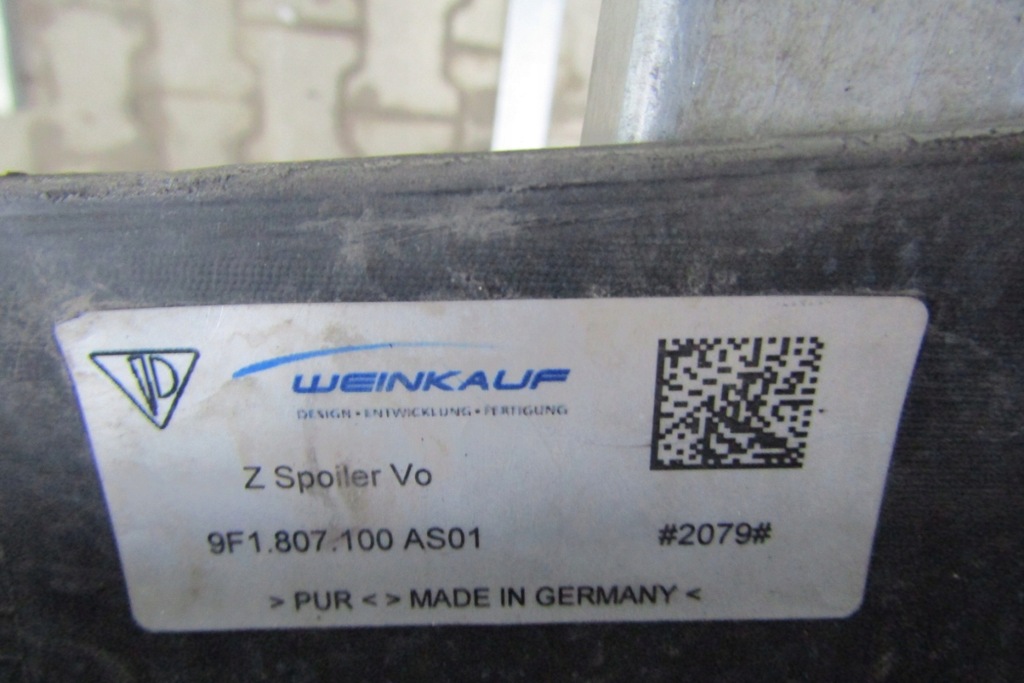 WEINKAUF
DESIGN • ENTWICKLUNG • FERTIGUNG
Z Spoiler Vo
9F1.807.100 AS01
#2079#
> PUR < > MADE IN GERMANY <